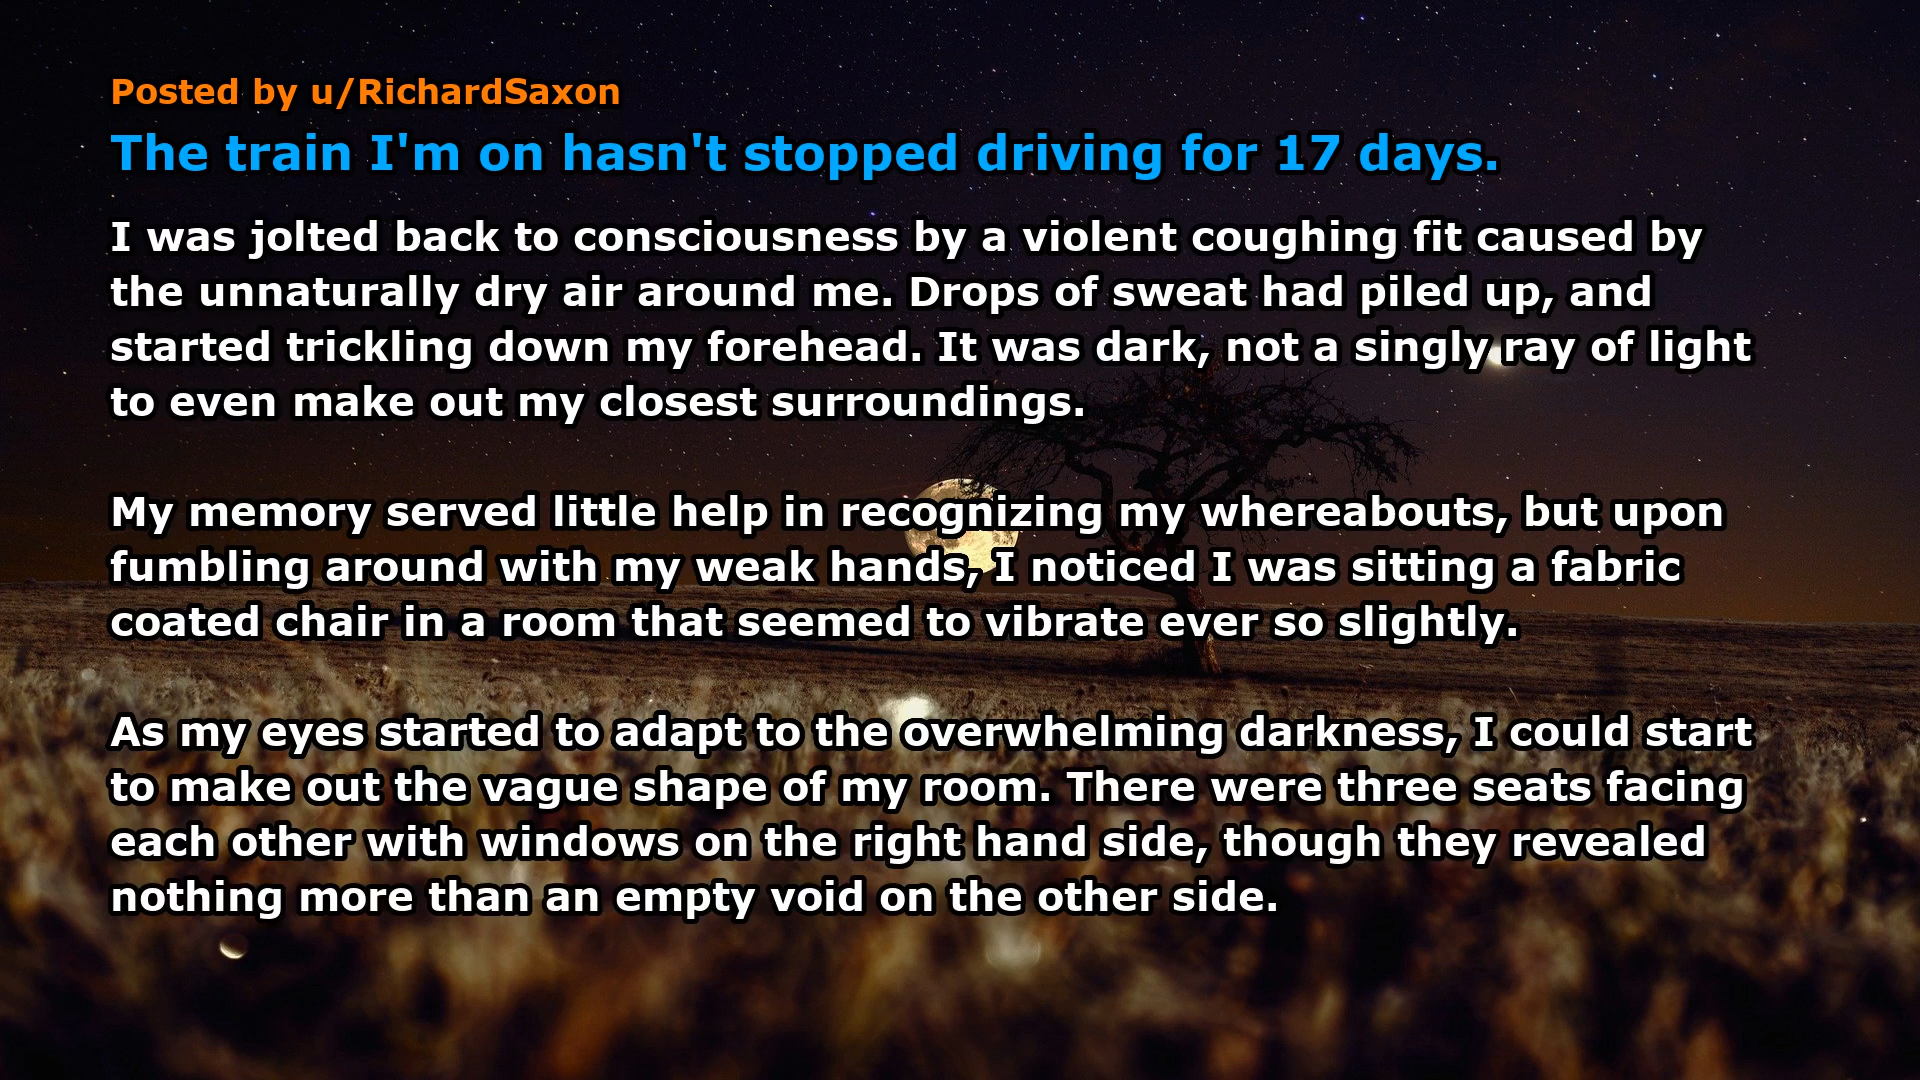 Posted by u/RichardSaxon
The train I'm on hasn't stopped driving for 17 days.
I was jolted back to consciousness by a violent coughing fit caused by
the unnaturally dry air around me. Drops of sweat had piled up, and
started trickling down my forehead. It was dark, not a singly ray of light
to even make out my closest surroundings.
My memory served little help in recognizing my whereabouts, but upon
fumbling around with my weak hands, I noticed I was sitting a fabric
coated chair in a room that seemed to vibrate ever so slightly.
As my eyes started to adapt to the overwhelming darkness, I could start
to make out the vague shape of my room. There were three seats facing
each other with windows on the right hand side, though they revealed
nothing more than an empty void on the other side.